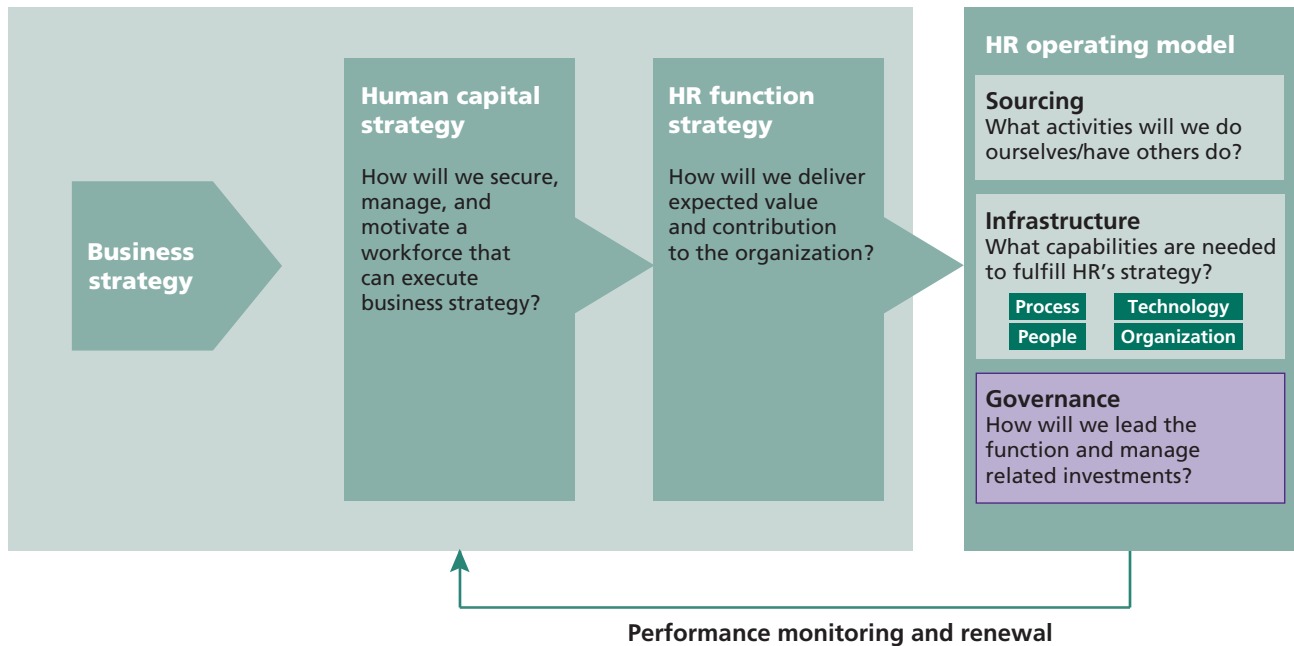 Business
strategy
Human capital
strategy
How will we secure,
manage, and
motivate a
workforce that
can execute
business strategy?
HR function
strategy
How will we deliver
expected value
and contribution
to the organization?
HR operating model
Sourcing
What activities will we do
ourselves/have others do?
Infrastructure
What capabilities are needed
to fulfill HR's strategy?
Process
Technology
People
Organization
Governance
How will we lead the
function and manage
related investments?
Performance monitoring and renewal